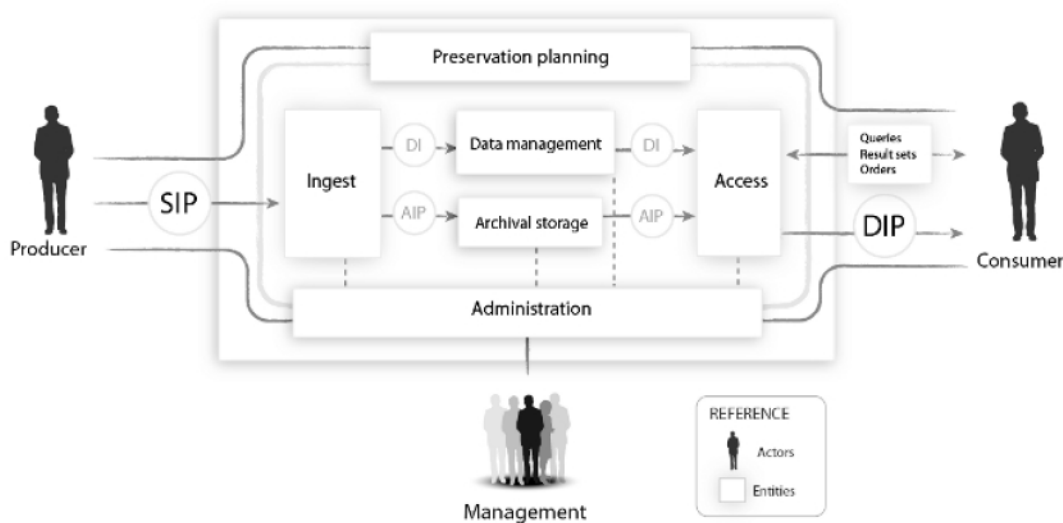 Preservation planning
Producer
SIP
Ingest
DI
Data management
DI
AIP
Archival storage
AIP
Access
Queries
Result sets
Orders
DIP
Consumer
Administration
Management
REFERENCE
Actors
Entities